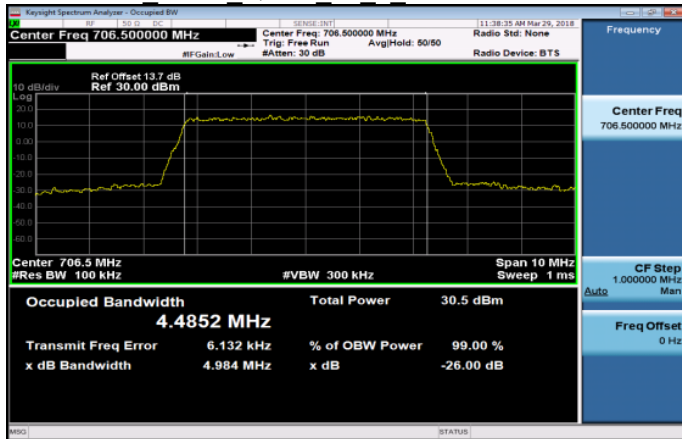 Keysight Spectrum Analyzer - Occupied BW
RF 50 Ω DC SENSE:INT 11:38:35 AM Mar 29, 2018
Center Freq 706.500000 MHz Center Freq: 706.500000 MHz Radio Std: None
Trig: Free Run Avg|Hold: 50/50
#IFGain:Low #Atten: 30 dB Radio Device: BTS
Frequency
Ref Offset 13.7 dB
10 dB/div Ref 30.00 dBm
Log
20.0
10.0
0.00
-10.0
-20.0
-30.0
-40.0
-50.0
-60.0
Center 706.5 MHz Span 10 MHz
#Res BW 100 kHz #VBW 300 kHz Sweep 1 ms
Center Freq
706.500000 MHz
CF Step
1.000000 MHz
Auto Man
Freq Offset
0 Hz
Occupied Bandwidth Total Power 30.5 dBm
4.4852 MHz
Transmit Freq Error 6.132 kHz % of OBW Power 99.00 %
x dB Bandwidth 4.984 MHz x dB -26.00 dB
MSG STATUS